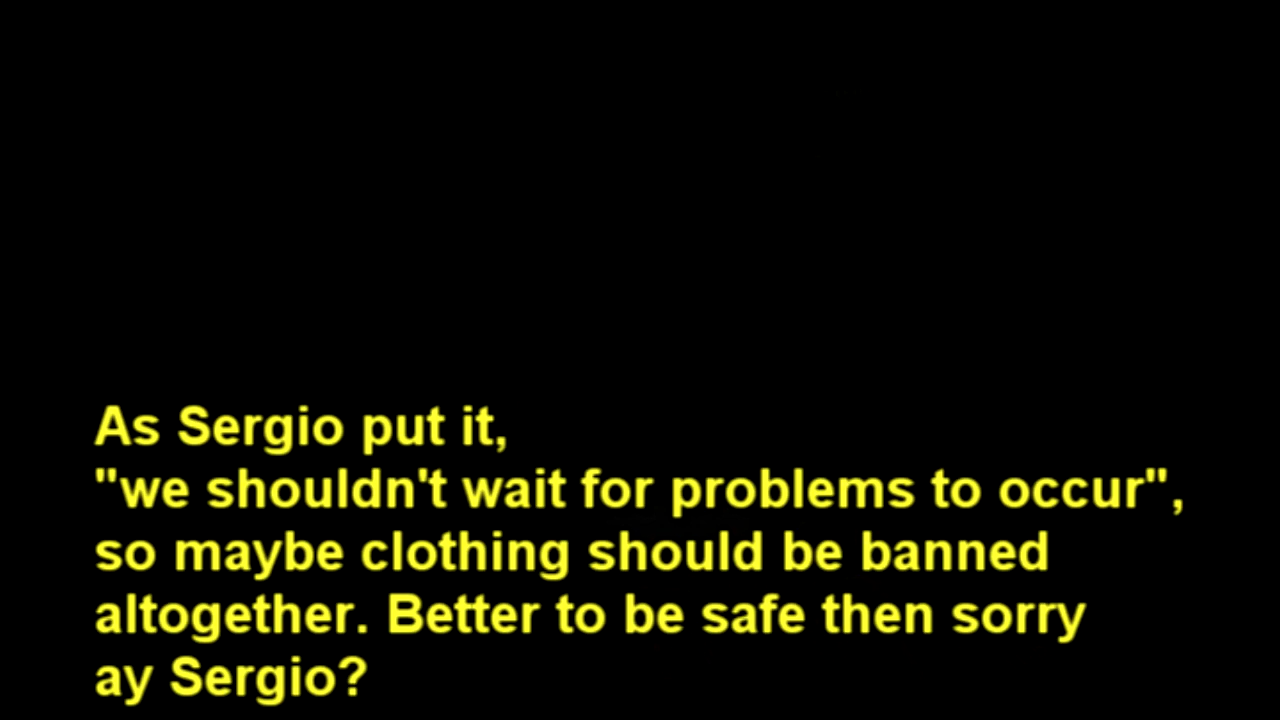 As Sergio put it,
"we shouldn't wait for problems to occur",
so maybe clothing should be banned
altogether. Better to be safe then sorry
ay Sergio?